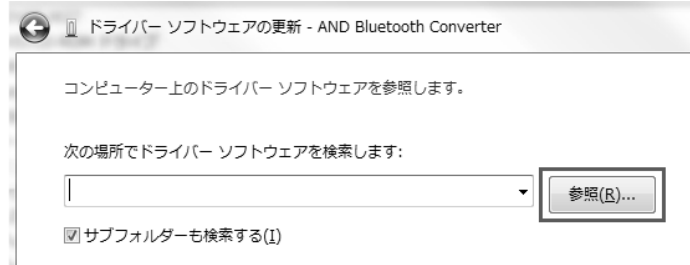 ドライバー ソフトウェアの更新 - AND Bluetooth Converter
コンピューター上のドライバー ソフトウェアを参照します。
次の場所でドライバー ソフトウェアを検索します:
参照(R)...
サブフォルダーも検索する(I)